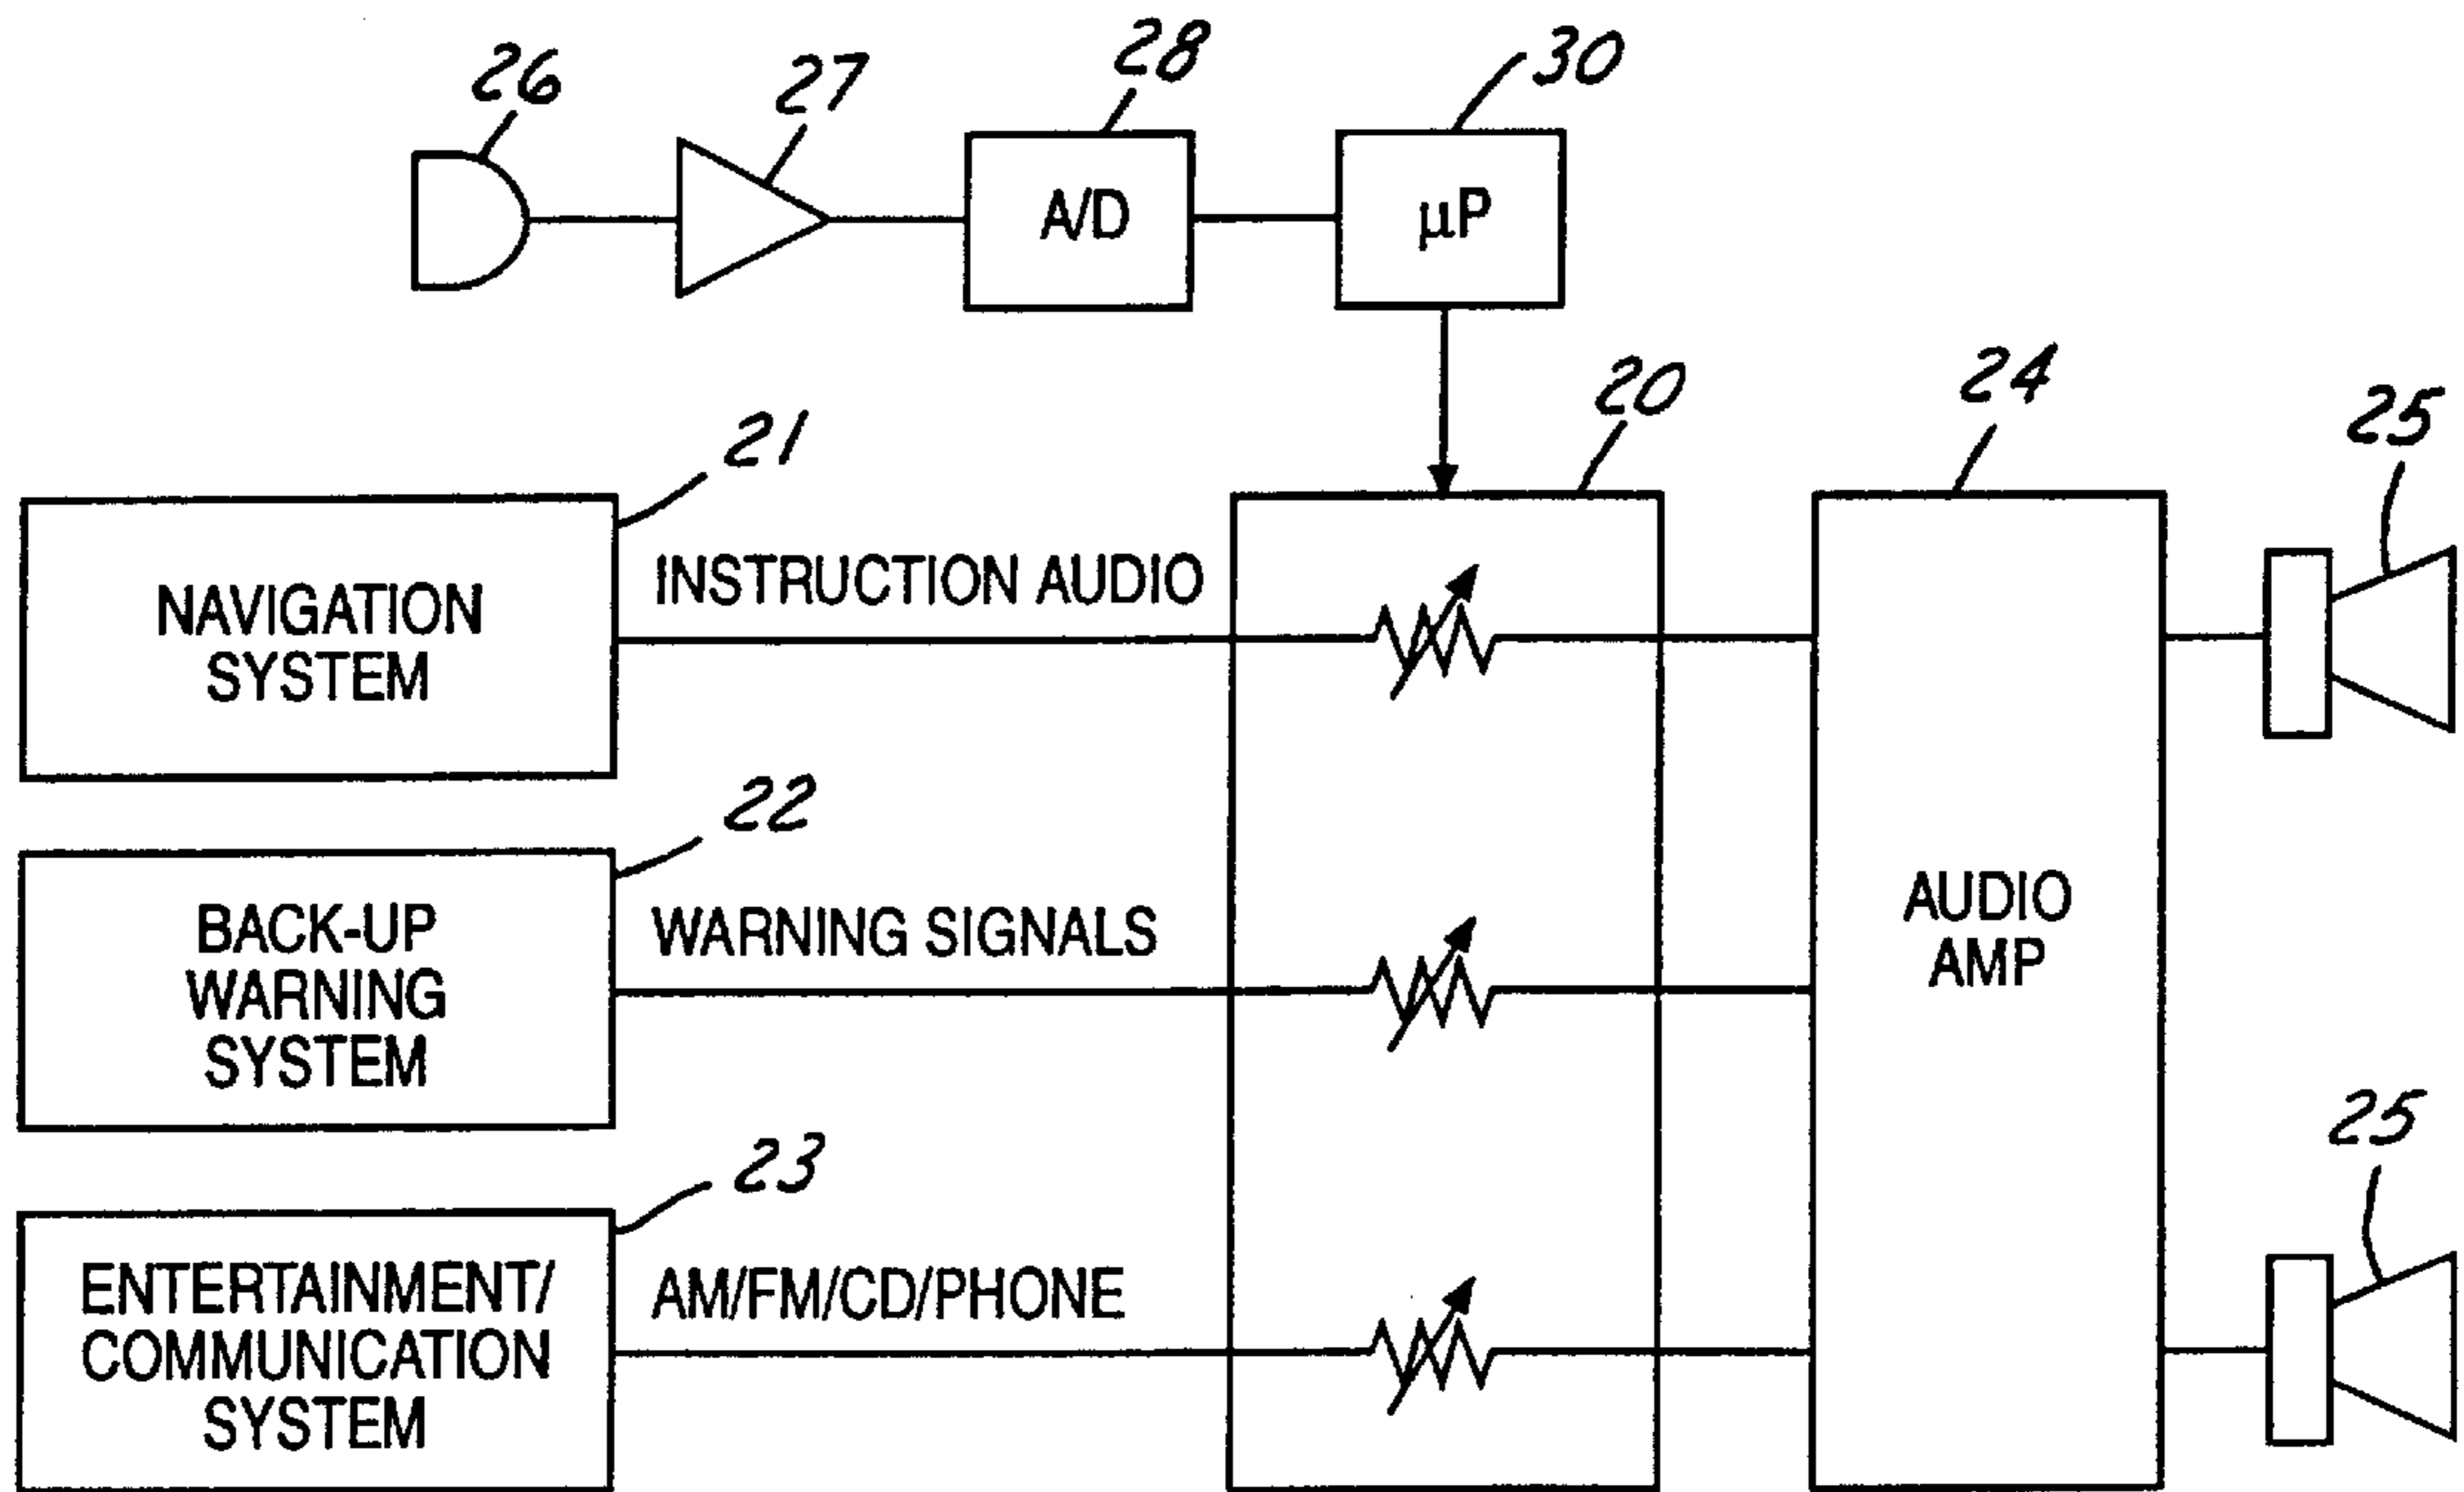 26
27
28
30
A/D
μP
20
24
25
21
NAVIGATION
SYSTEM
INSTRUCTION AUDIO
22
BACK-UP
WARNING
SYSTEM
WARNING SIGNALS
AUDIO
AMP
23
ENTERTAINMENT/
COMMUNICATION
SYSTEM
AM/FM/CD/PHONE
25